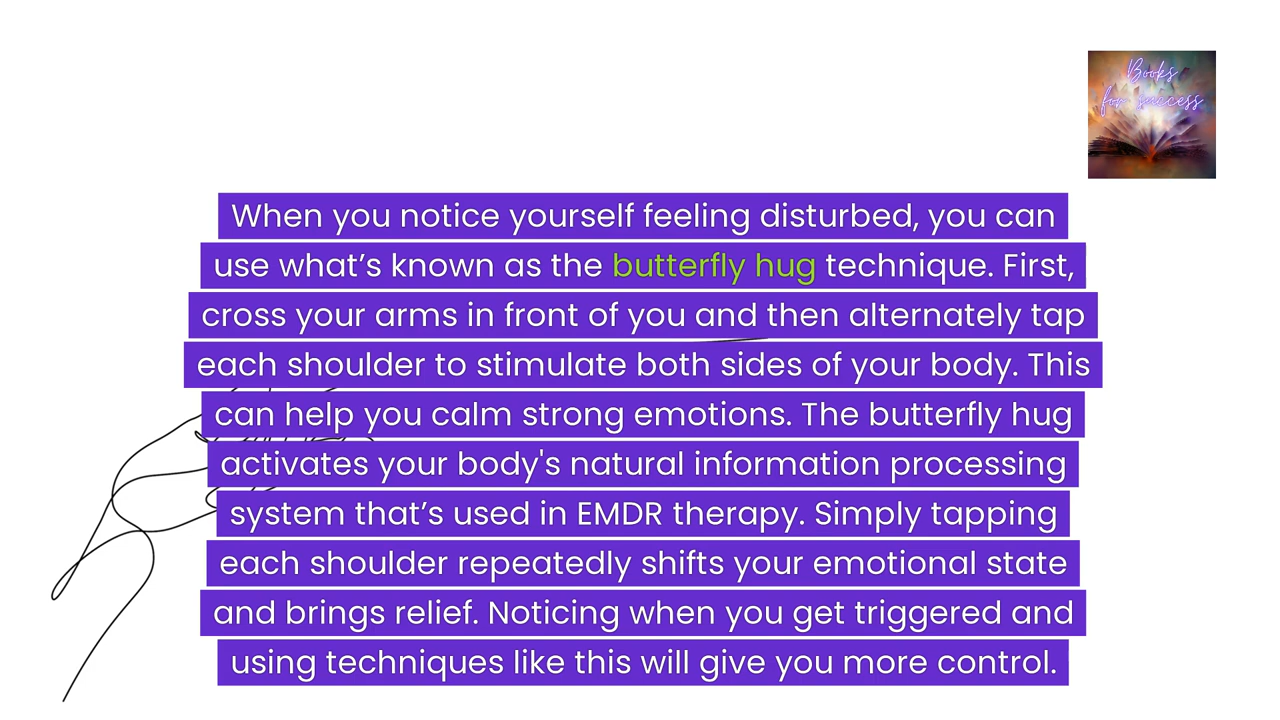 Books
for success
When you notice yourself feeling disturbed, you can
use what’s known as the butterfly hug technique. First,
cross your arms in front of you and then alternately tap
each shoulder to stimulate both sides of your body. This
can help you calm strong emotions. The butterfly hug
activates your body's natural information processing
system that’s used in EMDR therapy. Simply tapping
each shoulder repeatedly shifts your emotional state
and brings relief. Noticing when you get triggered and
using techniques like this will give you more control.